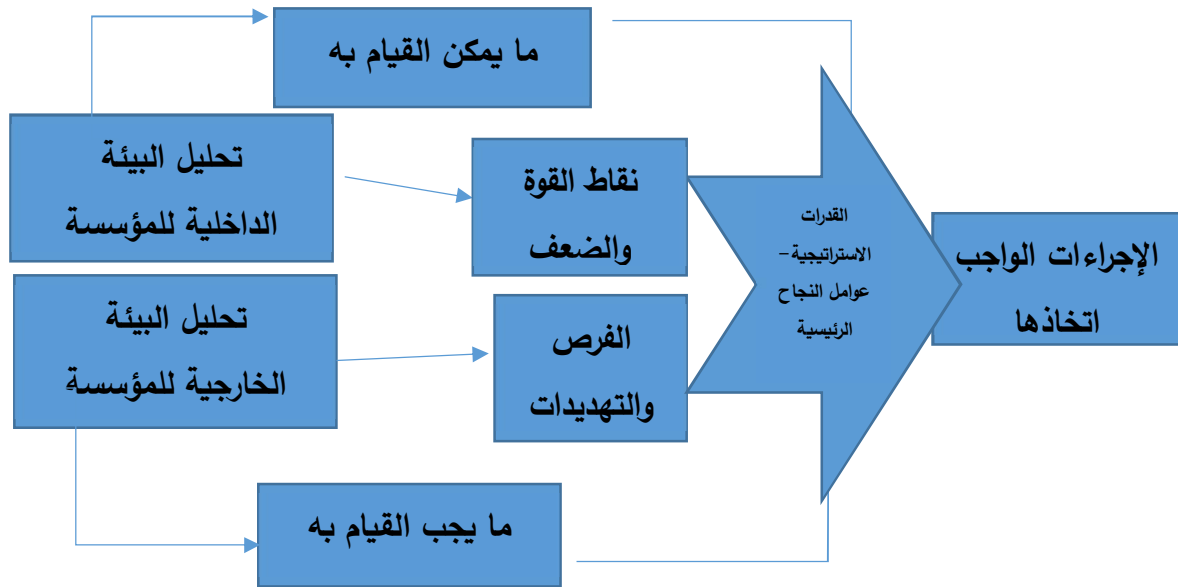 ما يمكن القيام به
تحليل البيئة
الداخلية للمؤسسة
نقاط القوة
والضعف
القدرات
الاستراتيجية–
عوامل النجاح
الرئيسية
الإجراءات الواجب
اتخاذها
تحليل البيئة
الخارجية للمؤسسة
الفرص
والتهديدات
ما يجب القيام به